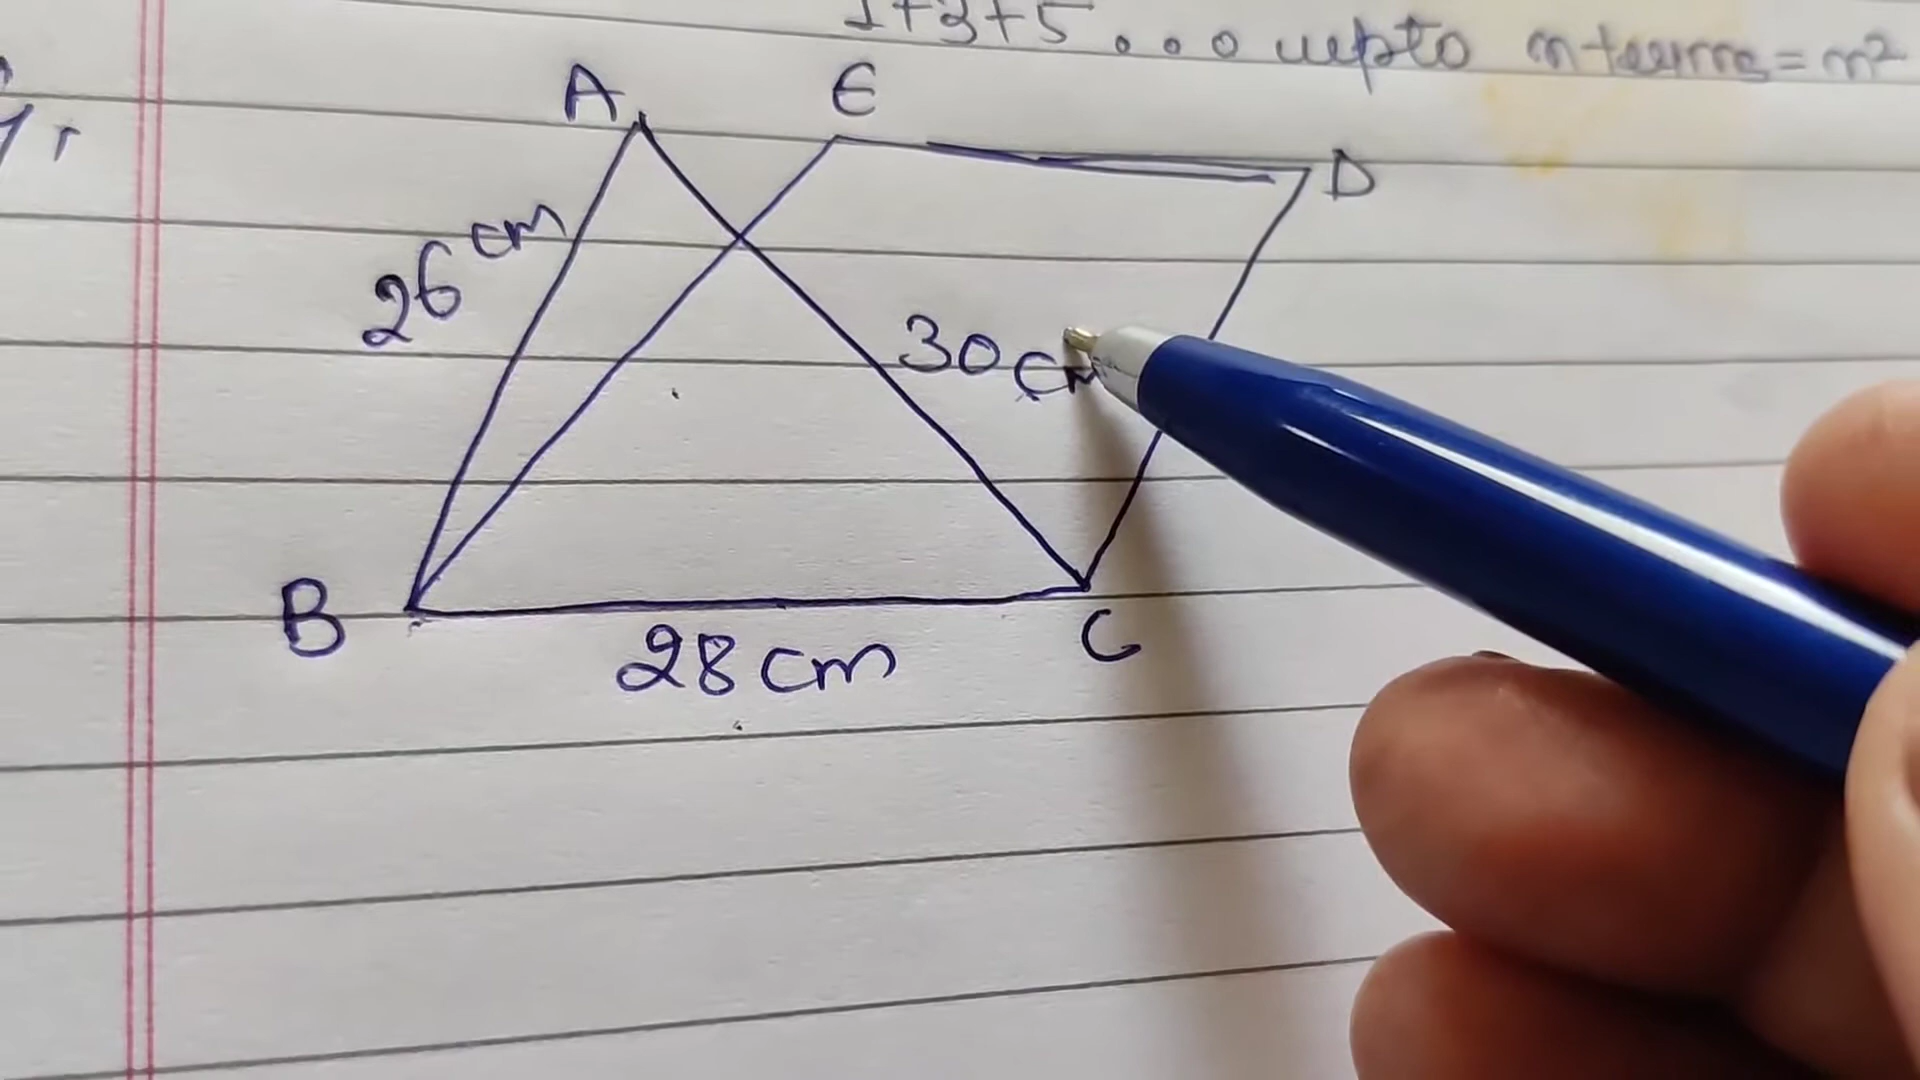 1+3+5 . . . upto n terms = n²
A E
D
26 cm
30 cm
B C
28 cm